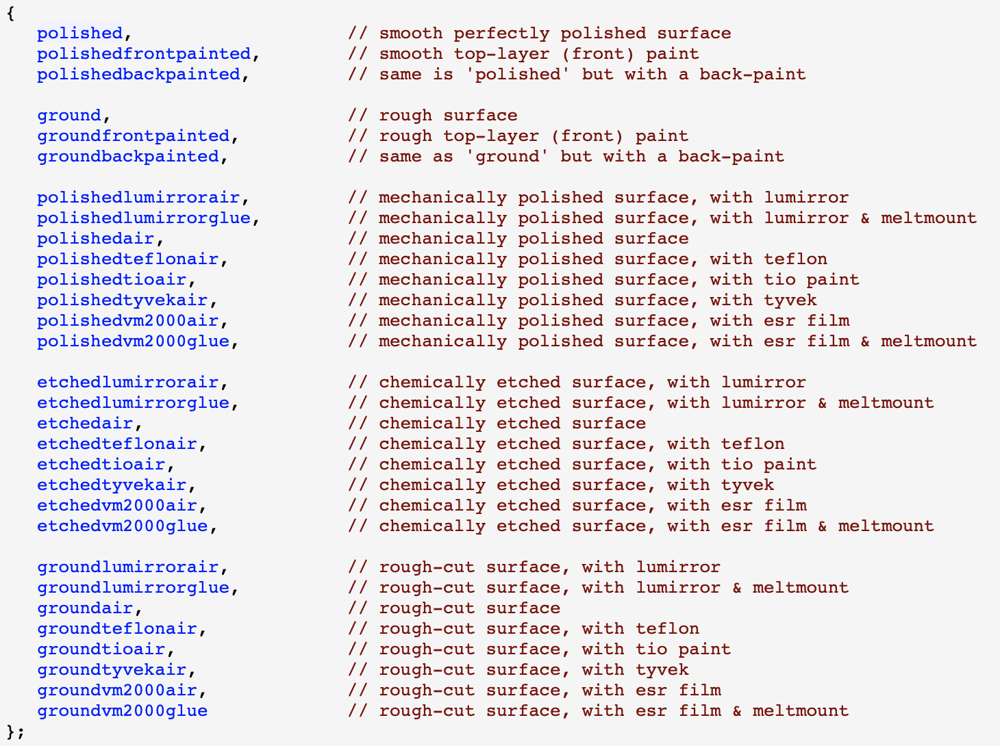 {
polished, // smooth perfectly polished surface
polishedfrontpainted, // smooth top-layer (front) paint
polishedbackpainted, // same is 'polished' but with a back-paint
ground, // rough surface
groundfrontpainted, // rough top-layer (front) paint
groundbackpainted, // same as 'ground' but with a back-paint
polishedlumirrorair, // mechanically polished surface, with lumirror
polishedlumirrorglue, // mechanically polished surface, with lumirror & meltmount
polishedair, // mechanically polished surface
polishedteflonair, // mechanically polished surface, with teflon
polishedtioair, // mechanically polished surface, with tio paint
polishedtyvekair, // mechanically polished surface, with tyvek
polishedvm2000air, // mechanically polished surface, with esr film
polishedvm2000glue, // mechanically polished surface, with esr film & meltmount
etchedlumirrorair, // chemically etched surface, with lumirror
etchedlumirrorglue, // chemically etched surface, with lumirror & meltmount
etchedair, // chemically etched surface
etchedteflonair, // chemically etched surface, with teflon
etchedtioair, // chemically etched surface, with tio paint
etchedtyvekair, // chemically etched surface, with tyvek
etchedvm2000air, // chemically etched surface, with esr film
etchedvm2000glue, // chemically etched surface, with esr film & meltmount
groundlumirrorair, // rough-cut surface, with lumirror
groundlumirrorglue, // rough-cut surface, with lumirror & meltmount
groundair, // rough-cut surface
groundteflonair, // rough-cut surface, with teflon
groundtioair, // rough-cut surface, with tio paint
groundtyvekair, // rough-cut surface, with tyvek
groundvm2000air, // rough-cut surface, with esr film
groundvm2000glue // rough-cut surface, with esr film & meltmount
};